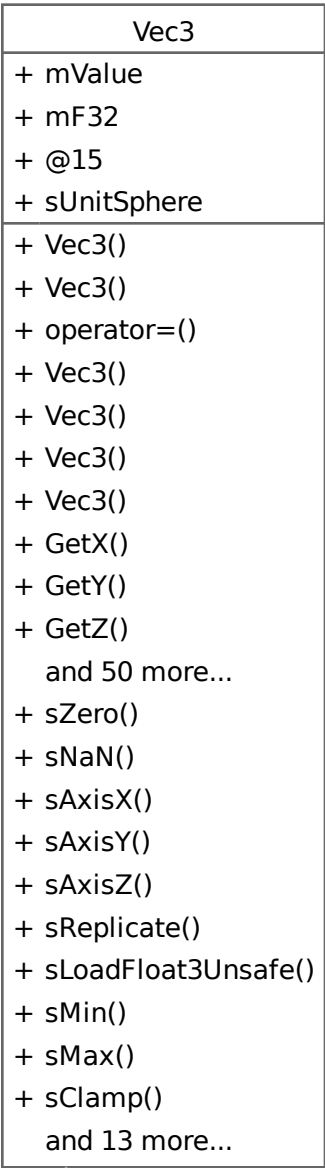 Vec3
+ mValue
+ mF32
+ @15
+ sUnitSphere
+ Vec3()
+ Vec3()
+ operator=()
+ Vec3()
+ Vec3()
+ Vec3()
+ Vec3()
+ GetX()
+ GetY()
+ GetZ()
and 50 more...
+ sZero()
+ sNaN()
+ sAxisX()
+ sAxisY()
+ sAxisZ()
+ sReplicate()
+ sLoadFloat3Unsafe()
+ sMin()
+ sMax()
+ sClamp()
and 13 more...